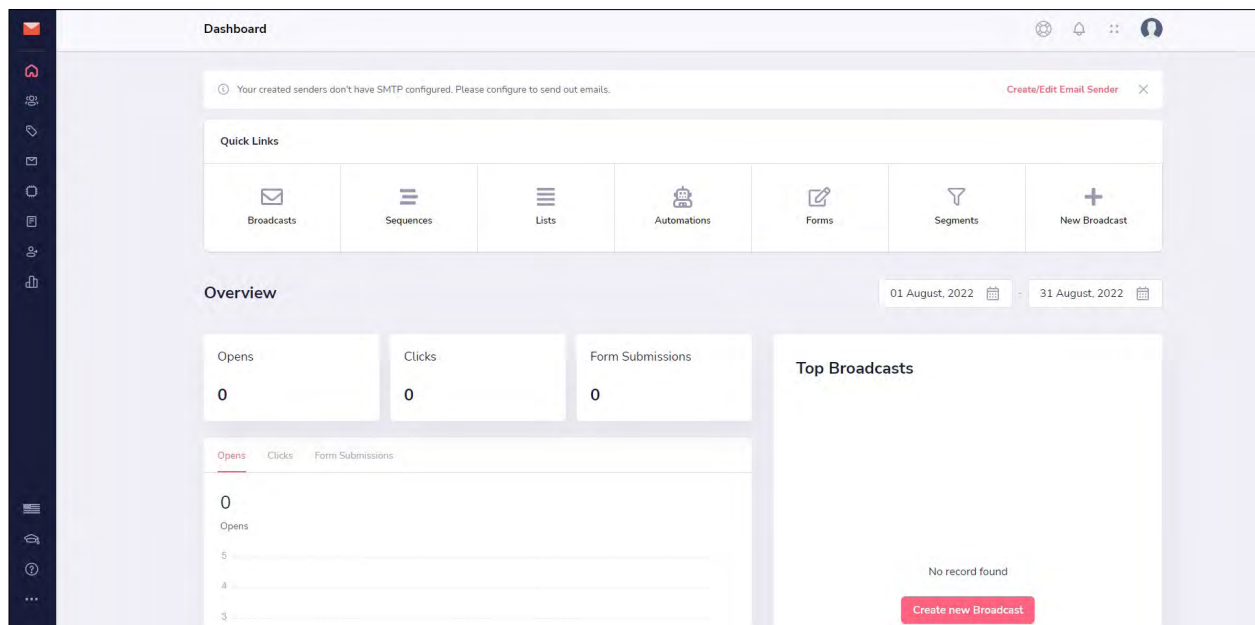 Dashboard
Your created senders don't have SMTP configured. Please configure to send out emails. Create/Edit Email Sender
Quick Links
Broadcasts Sequences Lists Automations Forms Segments New Broadcast
Overview 01 August, 2022 - 31 August, 2022
Opens Clicks Form Submissions
0 0 0
Top Broadcasts
Opens Clicks Form Submissions
0
Opens
5
4
3
No record found
Create new Broadcast